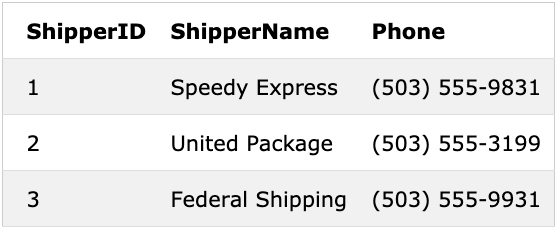 ShipperID ShipperName Phone
1 Speedy Express (503) 555-9831
2 United Package (503) 555-3199
3 Federal Shipping (503) 555-9931